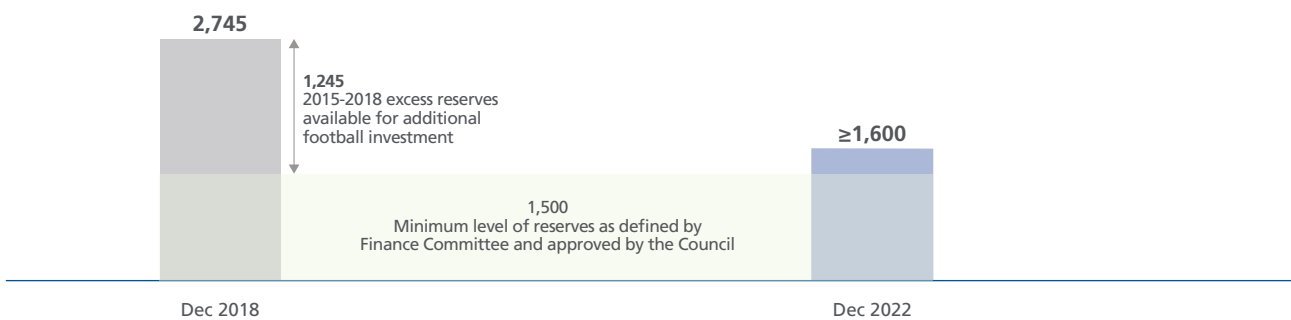 2,745
1,245
2015-2018 excess reserves
available for additional
football investment
≥1,600
1,500
Minimum level of reserves as defined by
Finance Committee and approved by the Council
Dec 2018
Dec 2022